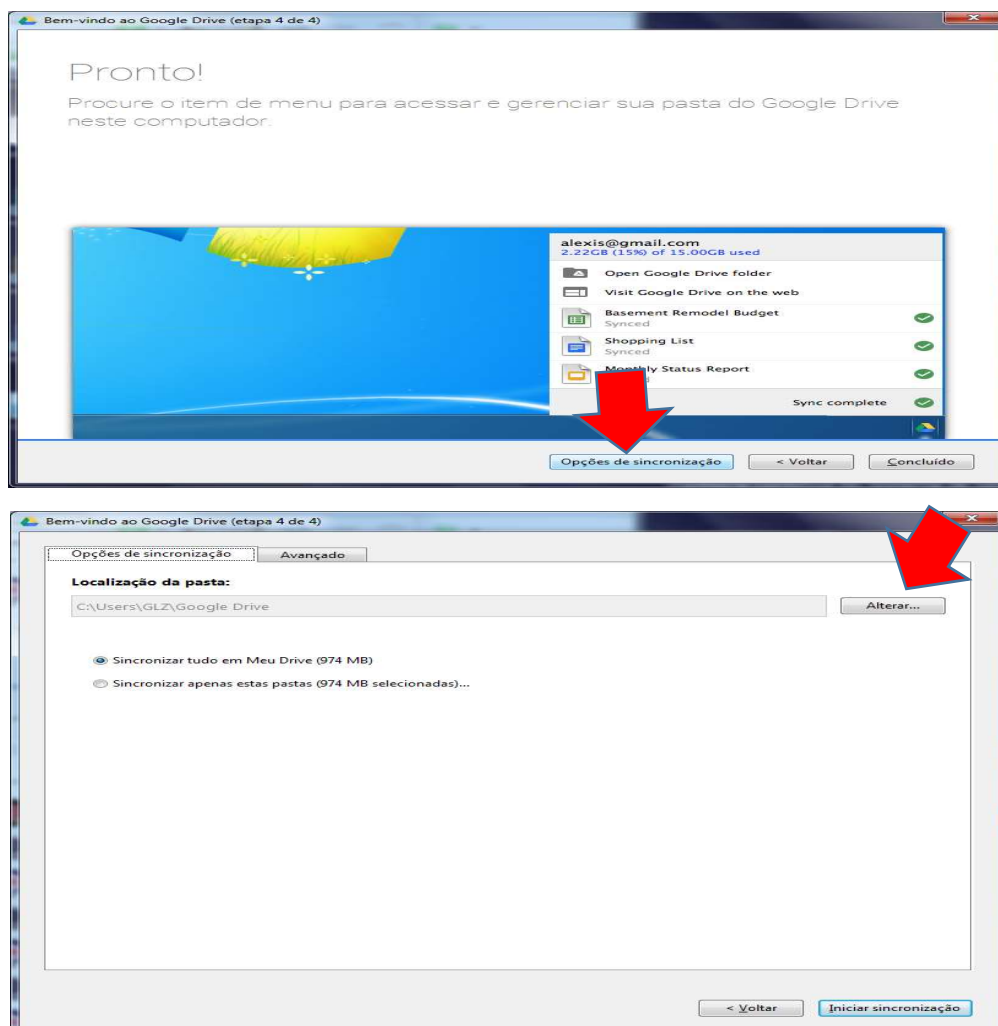 Bem-vindo ao Google Drive (etapa 4 de 4)
Pronto!
Procure o item de menu para acessar e gerenciar sua pasta do Google Drive
neste computador.
alexis@gmail.com
2.22GB (15%) of 15.00GB used
Open Google Drive folder
Visit Google Drive on the web
Basement Remodel Budget
Synced
Shopping List
Synced
Monthly Status Report
Sync complete
Opções de sincronização
< Voltar
Concluído
Bem-vindo ao Google Drive (etapa 4 de 4)
Opções de sincronização
Avançado
Localização da pasta:
C:\Users\GLZ\Google Drive
Alterar...
Sincronizar tudo em Meu Drive (974 MB)
Sincronizar apenas estas pastas (974 MB selecionadas)...
< Voltar
Iniciar sincronização